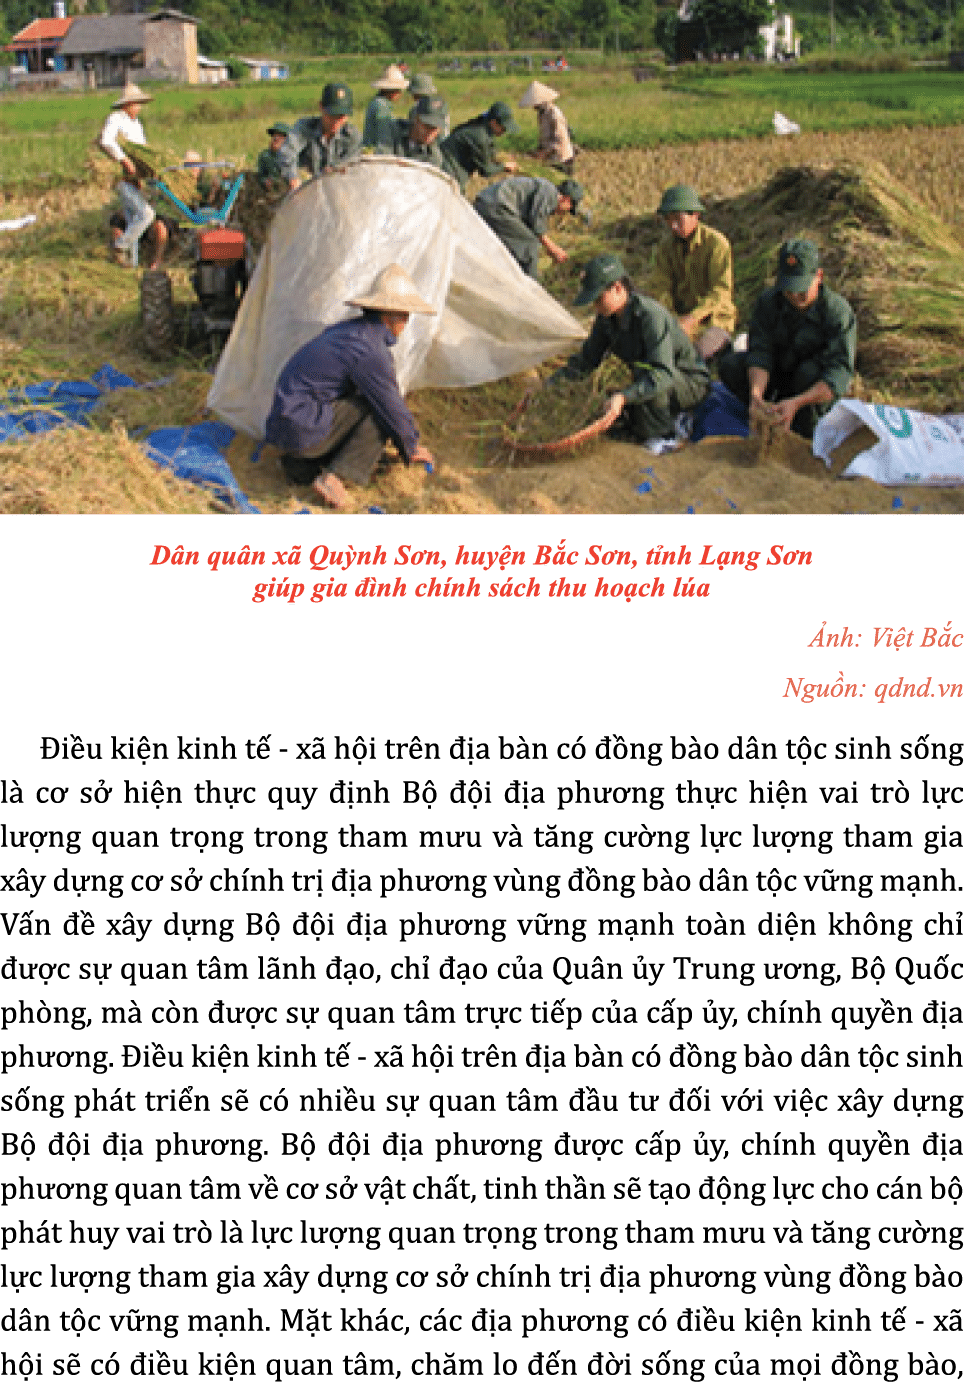 Dân quân xã Quỳnh Sơn, huyện Bắc Sơn, tỉnh Lạng Sơn
giúp gia đình chính sách thu hoạch lúa
Ảnh: Việt Bắc
Nguồn: qdnd.vn
Điều kiện kinh tế - xã hội trên địa bàn có đồng bào dân tộc sinh sống
là cơ sở hiện thực quy định Bộ đội địa phương thực hiện vai trò lực
lượng quan trọng trong tham mưu và tăng cường lực lượng tham gia
xây dựng cơ sở chính trị địa phương vùng đồng bào dân tộc vững mạnh.
Vấn đề xây dựng Bộ đội địa phương vững mạnh toàn diện không chỉ
được sự quan tâm lãnh đạo, chỉ đạo của Quân ủy Trung ương, Bộ Quốc
phòng, mà còn được sự quan tâm trực tiếp của cấp ủy, chính quyền địa
phương. Điều kiện kinh tế - xã hội trên địa bàn có đồng bào dân tộc sinh
sống phát triển sẽ có nhiều sự quan tâm đầu tư đối với việc xây dựng
Bộ đội địa phương. Bộ đội địa phương được cấp ủy, chính quyền địa
phương quan tâm về cơ sở vật chất, tinh thần sẽ tạo động lực cho cán bộ
phát huy vai trò là lực lượng quan trọng trong tham mưu và tăng cường
lực lượng tham gia xây dựng cơ sở chính trị địa phương vùng đồng bào
dân tộc vững mạnh. Mặt khác, các địa phương có điều kiện kinh tế - xã
hội sẽ có điều kiện quan tâm, chăm lo đến đời sống của mọi đồng bào,